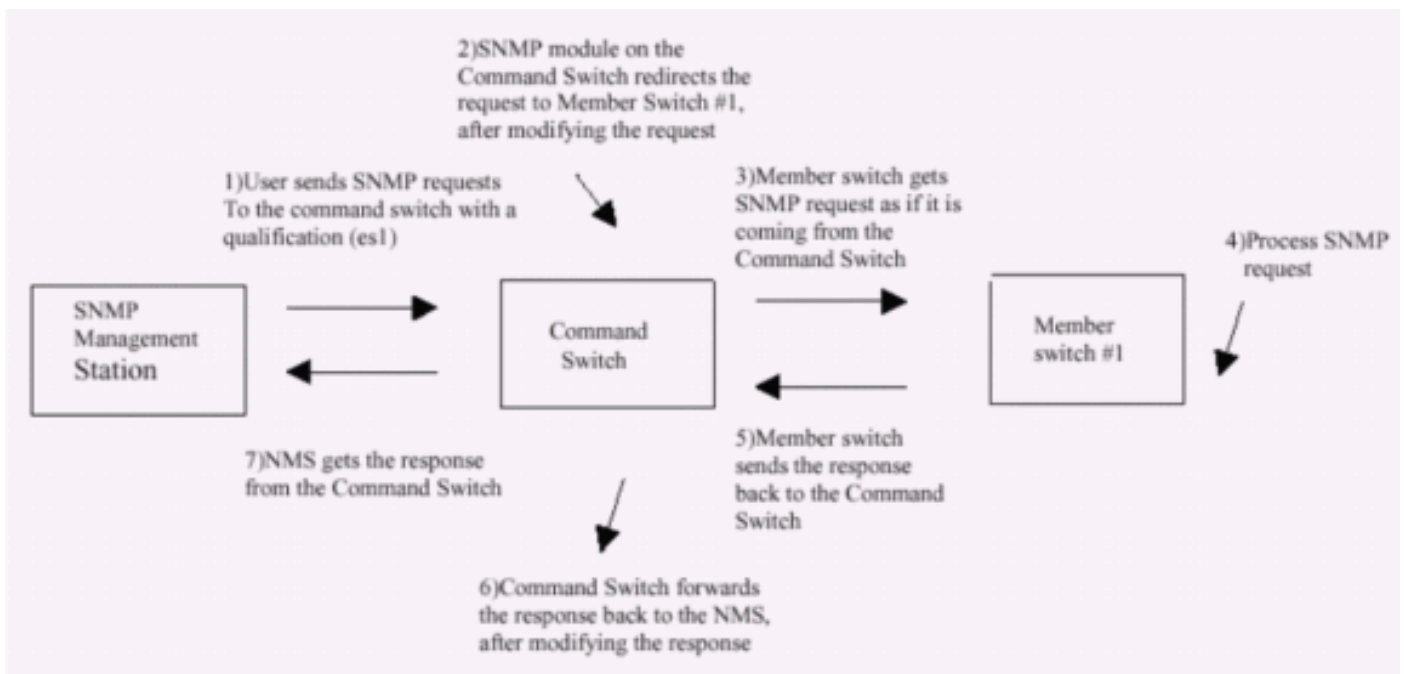 2)SNMP module on the
Command Switch redirects the
request to Member Switch #1,
after modifying the request
1)User sends SNMP requests
To the command switch with a
qualification (es1)
3)Member switch gets
SNMP request as if it is
coming from the
Command Switch
4)Process SNMP
request
SNMP
Management
Station
Command
Switch
Member
switch #1
7)NMS gets the response
from the Command Switch
5)Member switch
sends the response
back to the Command
Switch
6)Command Switch forwards
the response back to the NMS,
after modifying the response